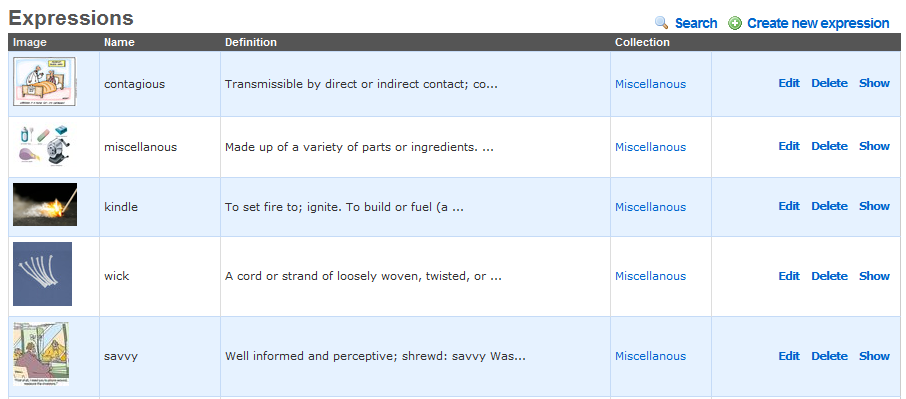 Expressions
Search Create new expression
Image Name Definition Collection
contagious Transmissible by direct or indirect contact; co... Miscellanous Edit Delete Show
miscellanous Made up of a variety of parts or ingredients. ... Miscellanous Edit Delete Show
kindle To set fire to; ignite. To build or fuel (a ... Miscellanous Edit Delete Show
wick A cord or strand of loosely woven, twisted, or ... Miscellanous Edit Delete Show
savvy Well informed and perceptive; shrewd: savvy Was... Miscellanous Edit Delete Show